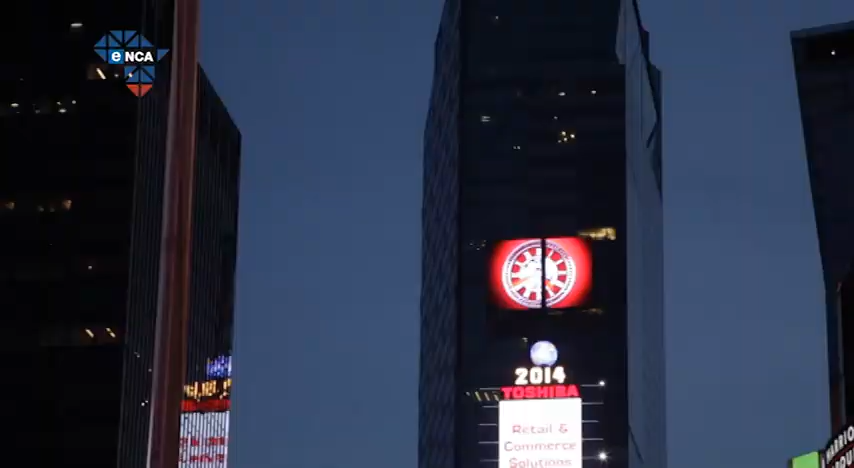 eNCA
2014
TOSHIBA
Retail &
Commerce
Solutions